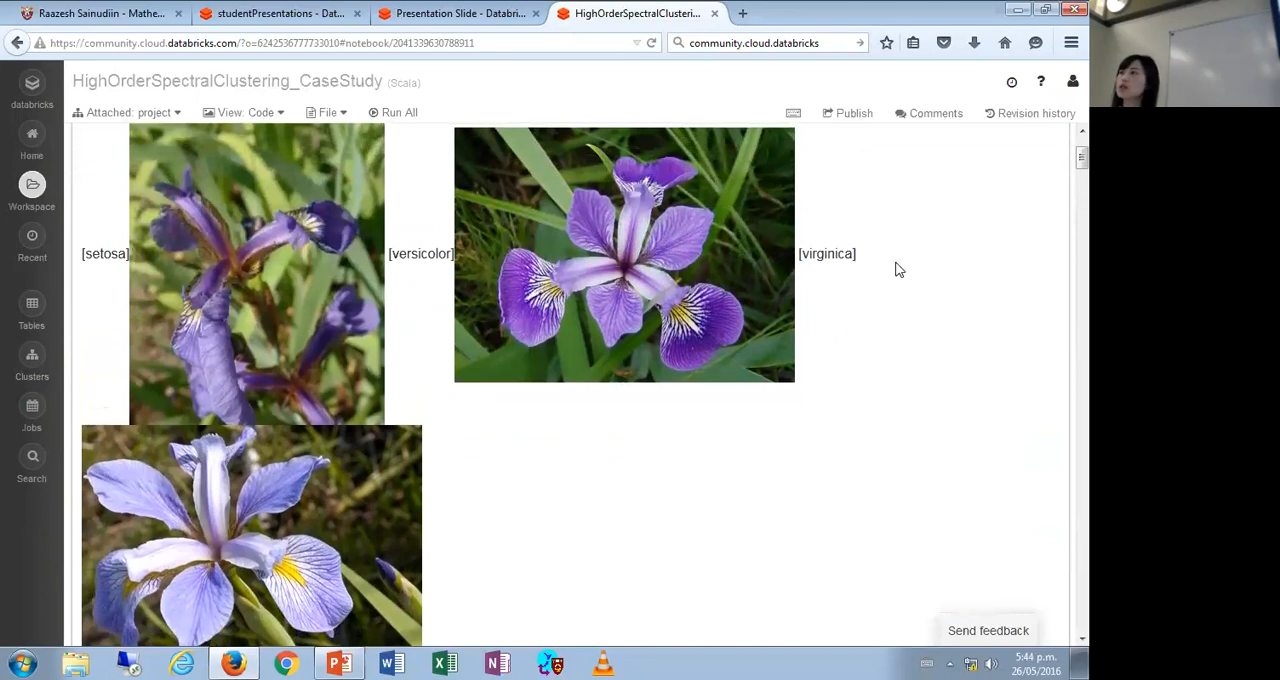 Raazesh Sainudiin - Mathe...
studentPresentations - Dat...
Presentation Slide - Databri...
HighOrderSpectralClusterin...
https://community.cloud.databricks.com/?o=6242536777733010#notebook/2041339630788911
community.cloud.databricks
databricks
Home
Workspace
Recent
Tables
Clusters
Jobs
Search
HighOrderSpectralClustering_CaseStudy (Scala)
Attached: project View: Code File Run All Publish Comments Revision history
[setosa] [versicolor] [virginica]
Send feedback
5:44 p.m.
26/05/2016